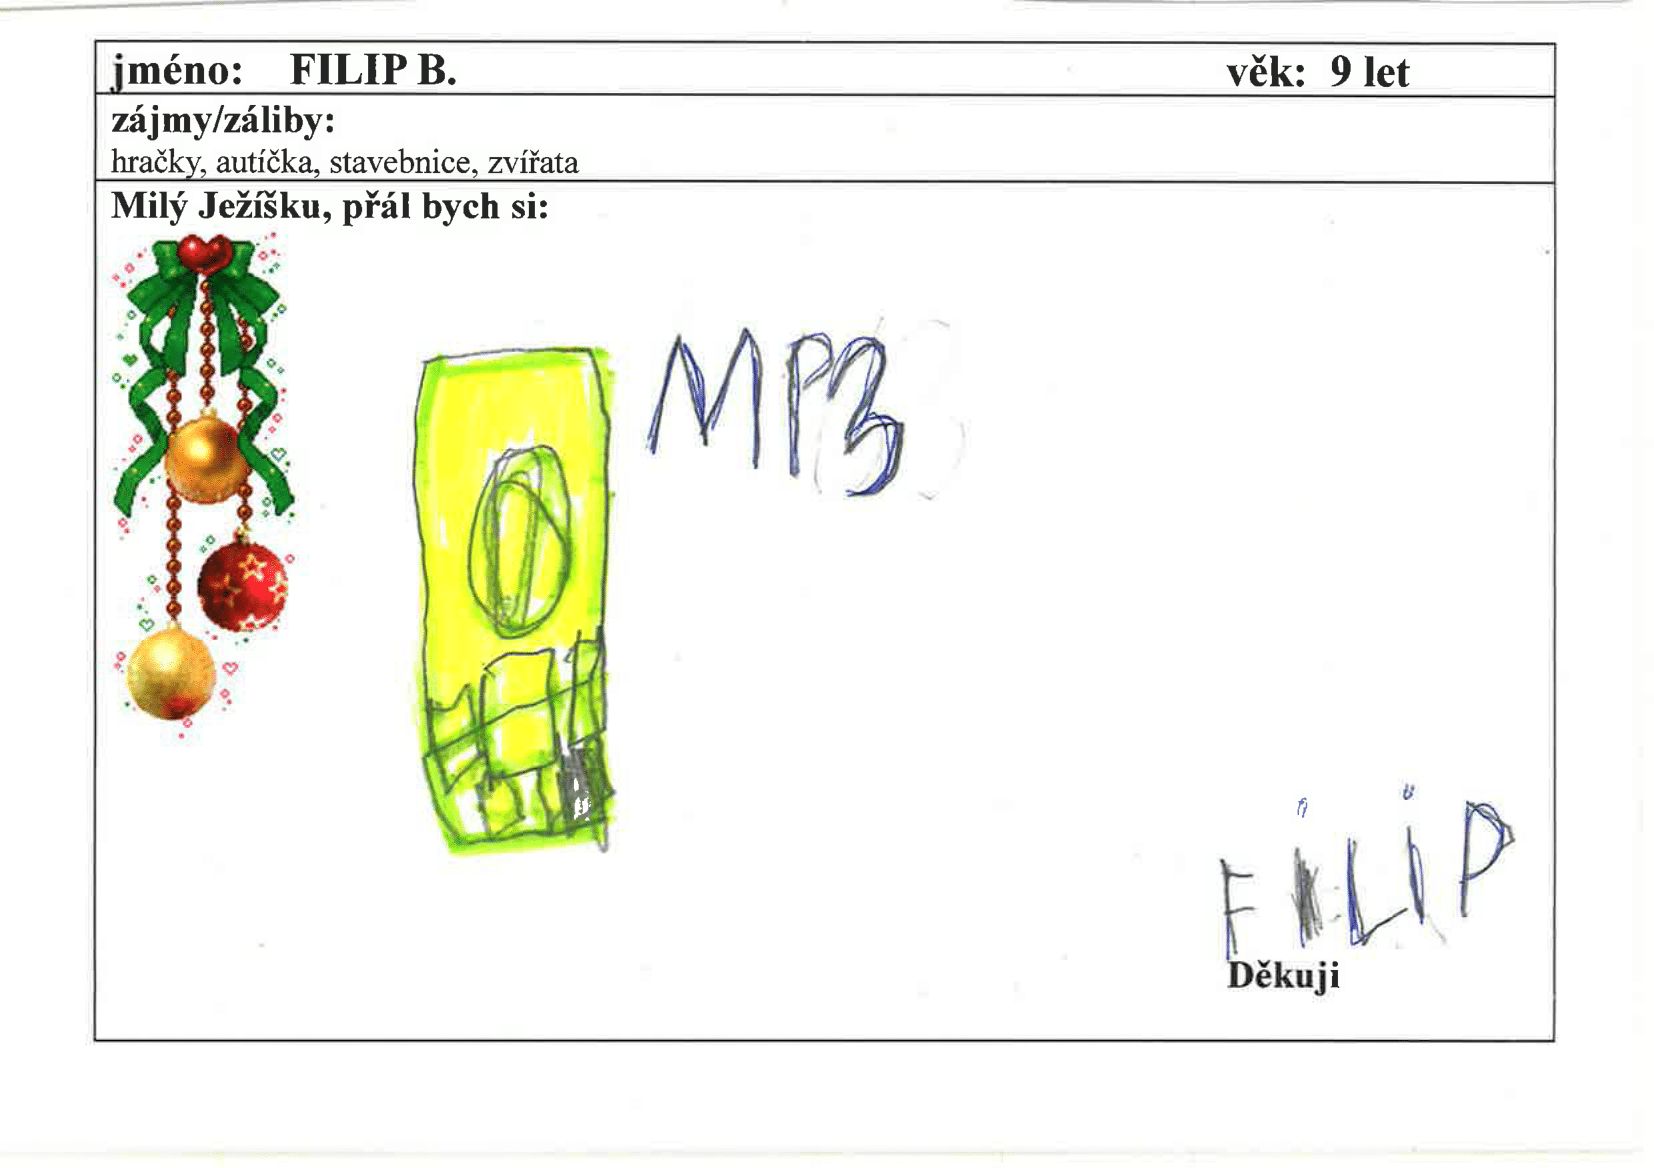 jméno: FILIP B. věk: 9 let
zájmy/záliby:
hračky, autíčka, stavebnice, zvířata
Milý Ježíšku, přál bych si:
MP3
FiLiP
Děkuji